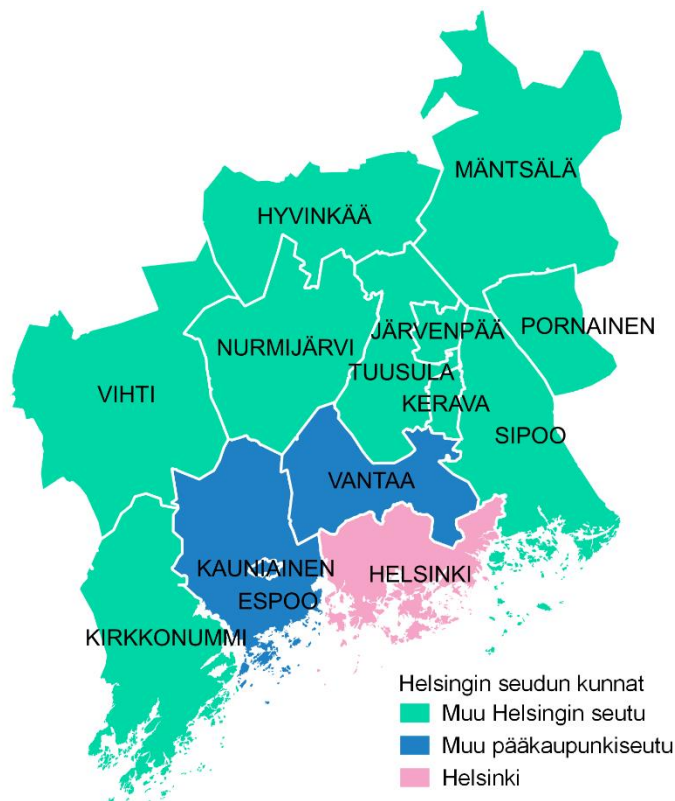 MÄNTSÄLÄ
HYVINKÄÄ
PORNAINEN
JÄRVENPÄÄ
NURMIJÄRVI
TUUSULA
VIHTI
KERAVA
SIPOO
VANTAA
KAUNIAINEN
HELSINKI
ESPOO
KIRKKONUMMI
Helsingin seudun kunnat
Muu Helsingin seutu
Muu pääkaupunkiseutu
Helsinki